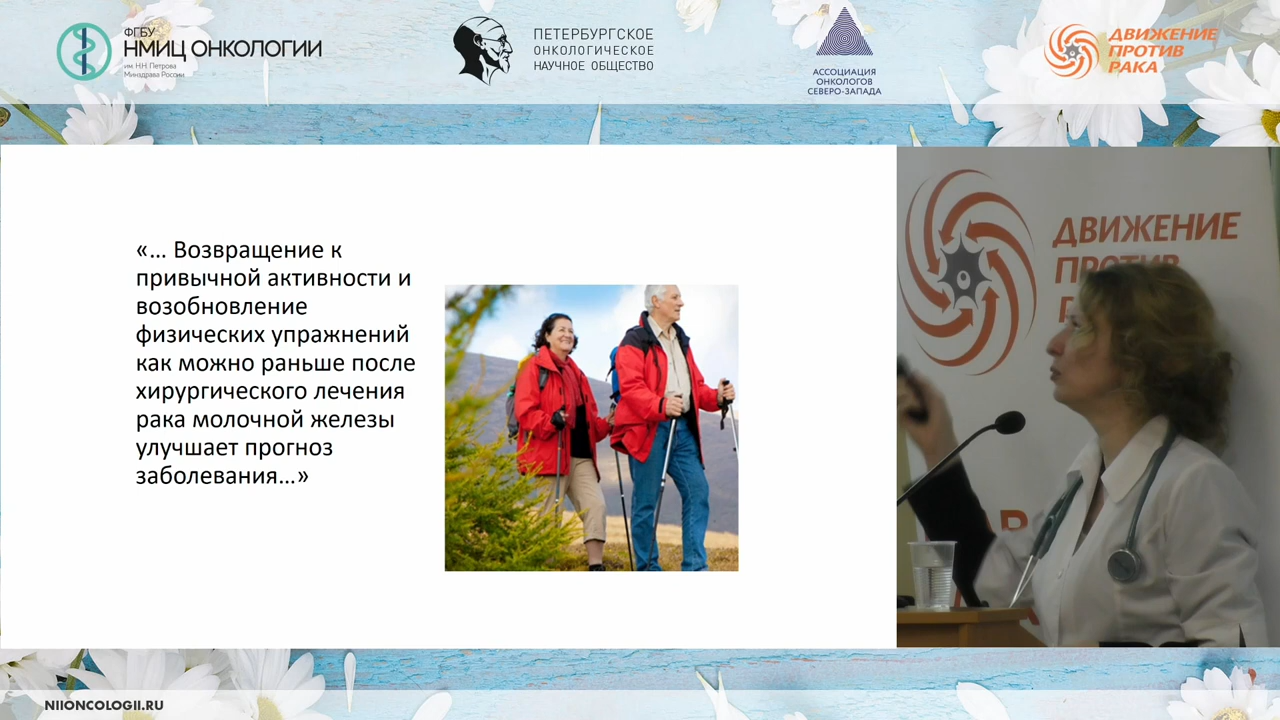 ФГБУ
НМИЦ ОНКОЛОГИИ
им. Н.Н. Петрова
Минздрава России
ПЕТЕРБУРГСКОЕ
ОНКОЛОГИЧЕСКОЕ
НАУЧНОЕ ОБЩЕСТВО
АССОЦИАЦИЯ
ОНКОЛОГОВ
СЕВЕРО-ЗАПАДА
ДВИЖЕНИЕ
ПРОТИВ
РАКА
«… Возвращение к
привычной активности и
возобновление
физических упражнений
как можно раньше после
хирургического лечения
рака молочной железы
улучшает прогноз
заболевания…»
ДВИЖЕНИЕ
ПРОТИВ
NIIONCOLOGII.RU